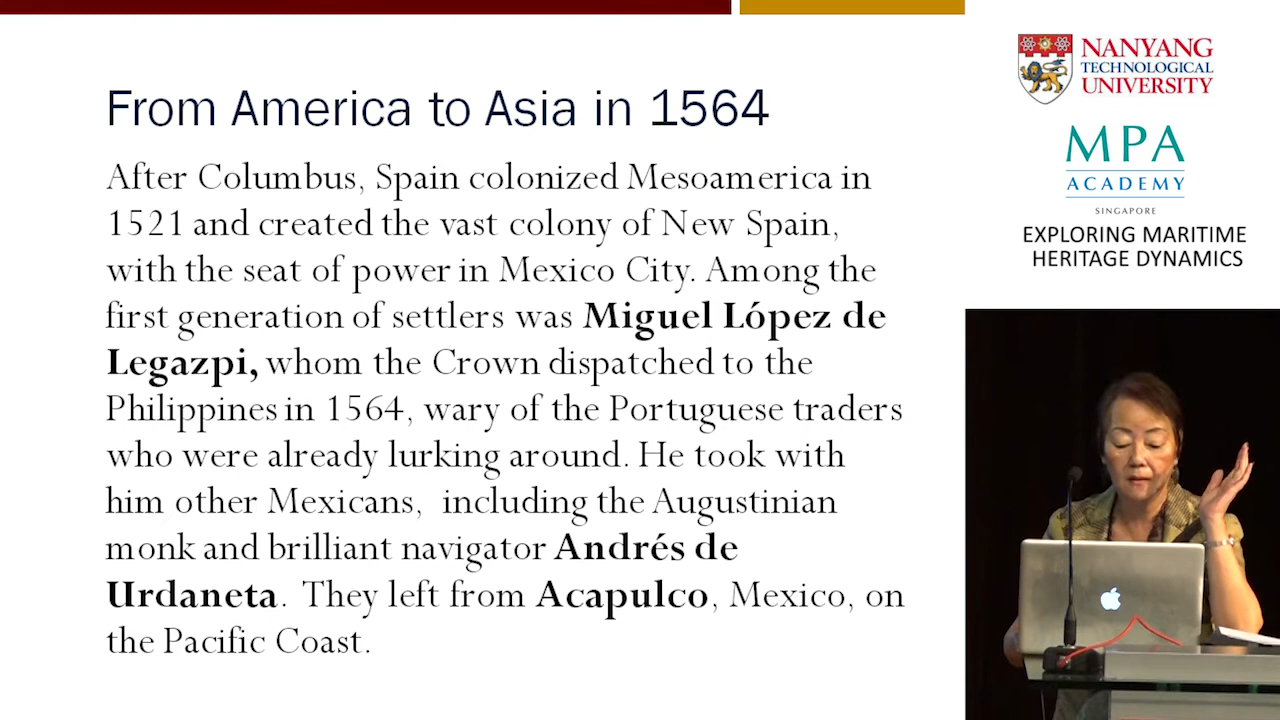 From America to Asia in 1564
After Columbus, Spain colonized Mesoamerica in
1521 and created the vast colony of New Spain,
with the seat of power in Mexico City. Among the
first generation of settlers was Miguel López de
Legazpi, whom the Crown dispatched to the
Philippines in 1564, wary of the Portuguese traders
who were already lurking around. He took with
him other Mexicans, including the Augustinian
monk and brilliant navigator Andrés de
Urdaneta. They left from Acapulco, Mexico, on
the Pacific Coast.
NANYANG
TECHNOLOGICAL
UNIVERSITY
MPA
ACADEMY
SINGAPORE
EXPLORING MARITIME
HERITAGE DYNAMICS